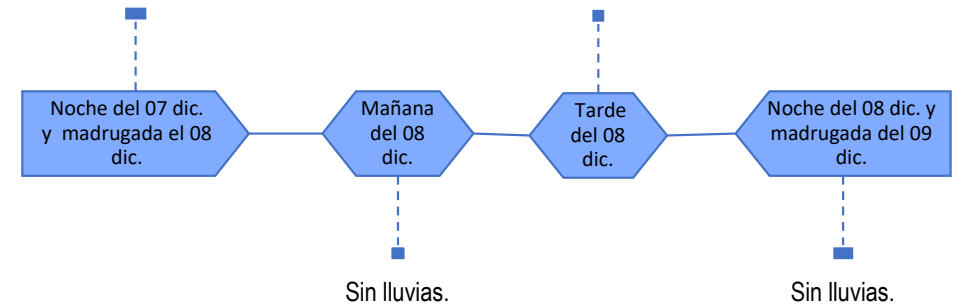 Noche del 07 dic.
y madrugada el 08
dic.
Mañana
del 08
dic.
Tarde
del 08
dic.
Noche del 08 dic. y
madrugada del 09
dic.
Sin lluvias.
Sin lluvias.